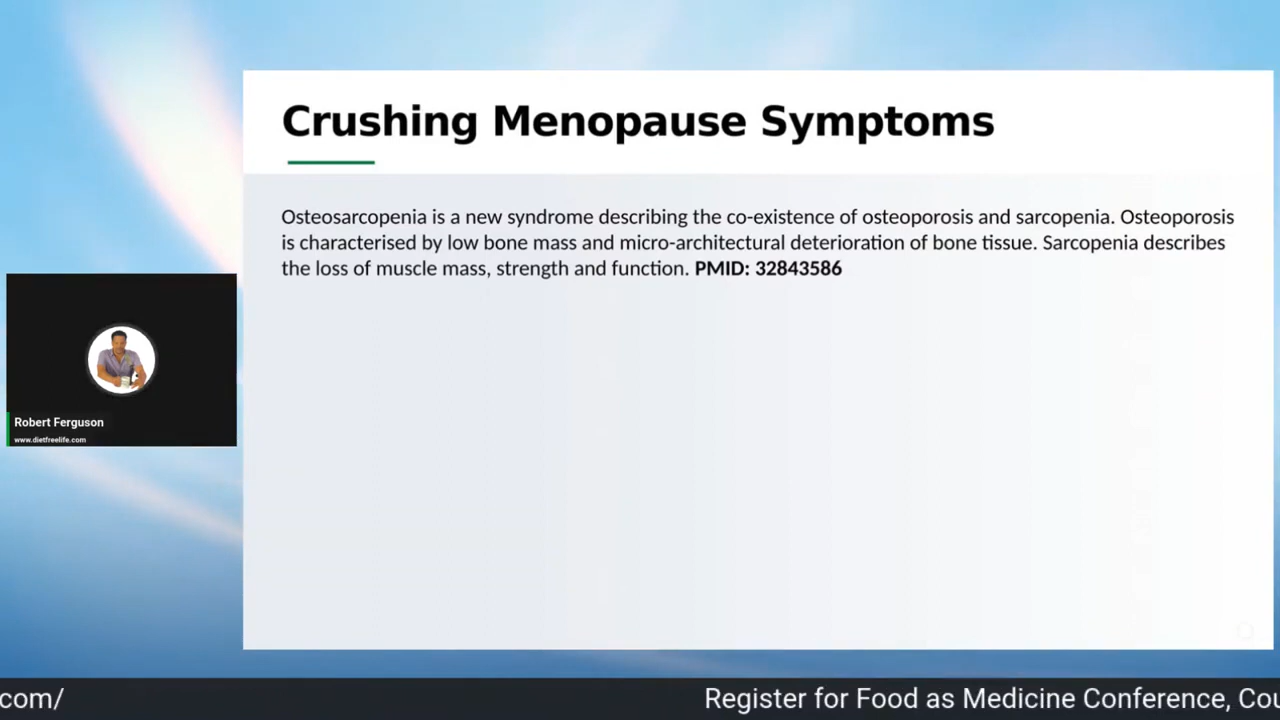 Crushing Menopause Symptoms
Osteosarcopenia is a new syndrome describing the co-existence of osteoporosis and sarcopenia. Osteoporosis
is characterised by low bone mass and micro-architectural deterioration of bone tissue. Sarcopenia describes
the loss of muscle mass, strength and function. PMID: 32843586
Robert Ferguson
www.dietfreelife.com
com/ Register for Food as Medicine Conference, Cou